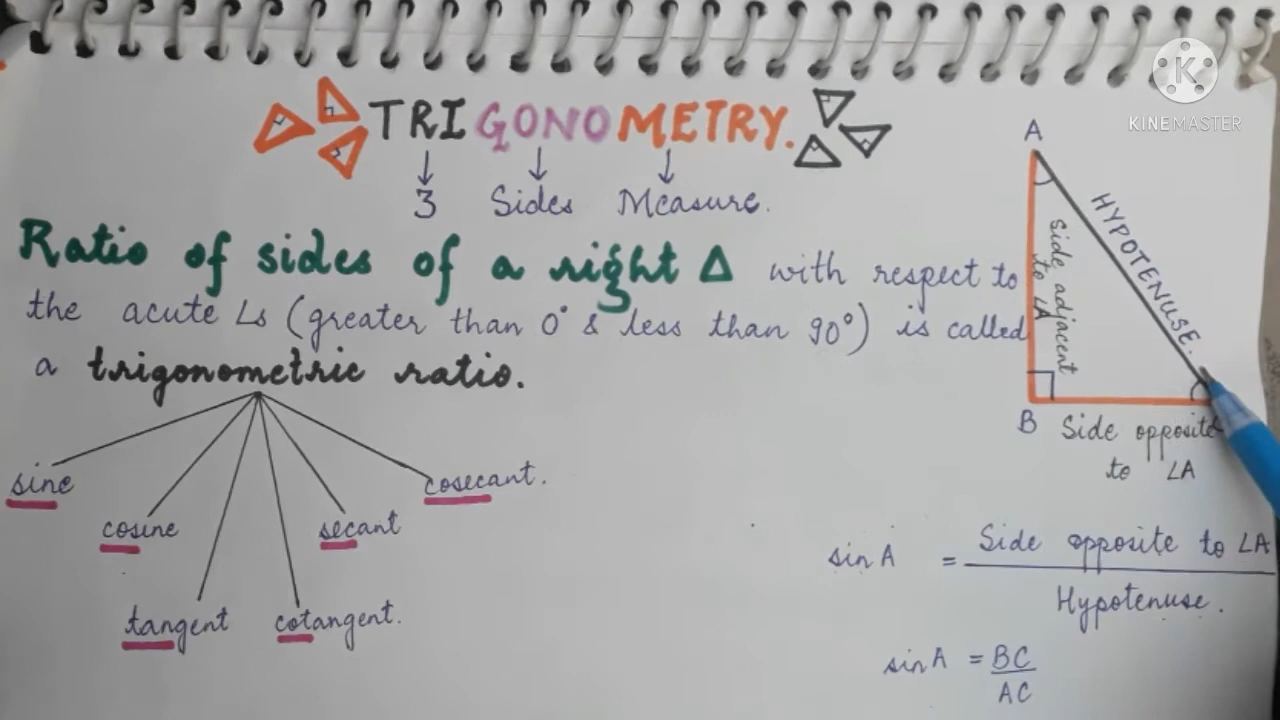 TRIGONOMETRY.
3 Sides Measure.
Ratio of sides of a right Δ with respect to
the acute ∠s (greater than 0° & less than 90°) is called
a trigonometric ratio.
sine
cosine
tangent
cotangent.
secant
cosecant.
K
KINEMASTER
A
HYPOTENUSE.
Side adjacent
to ∠A
B
Side opposite
to ∠A
sin A = Side opposite to ∠A
Hypotenuse.
sin A = BC
AC